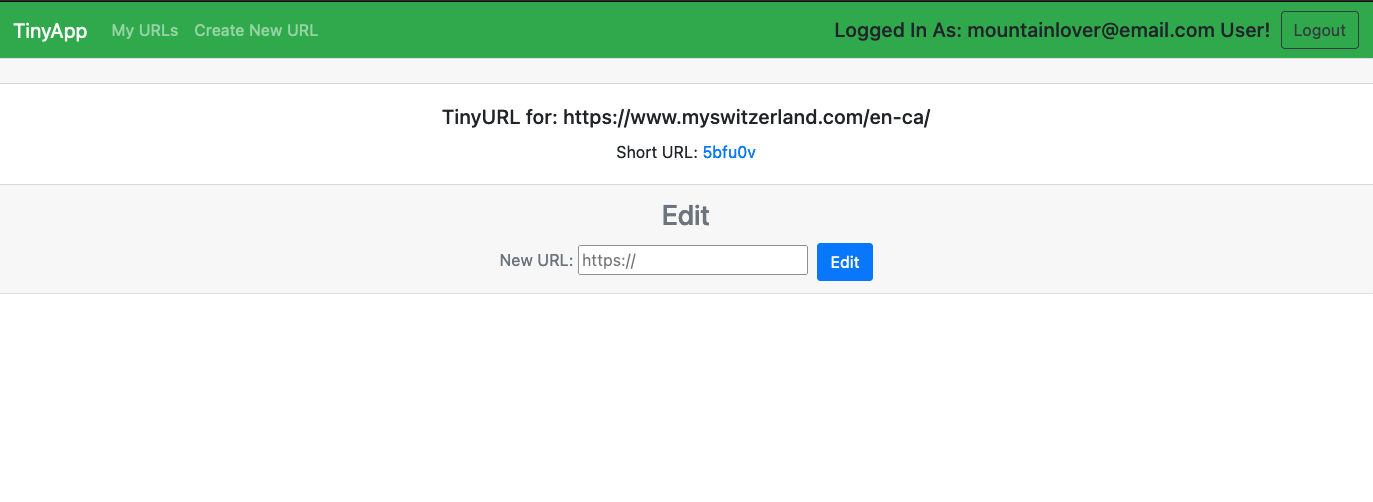 TinyApp My URLs Create New URL Logged In As: mountainlover@email.com User! Logout
TinyURL for: https://www.myswitzerland.com/en-ca/
Short URL: 5bfu0v
Edit
New URL: https:// Edit